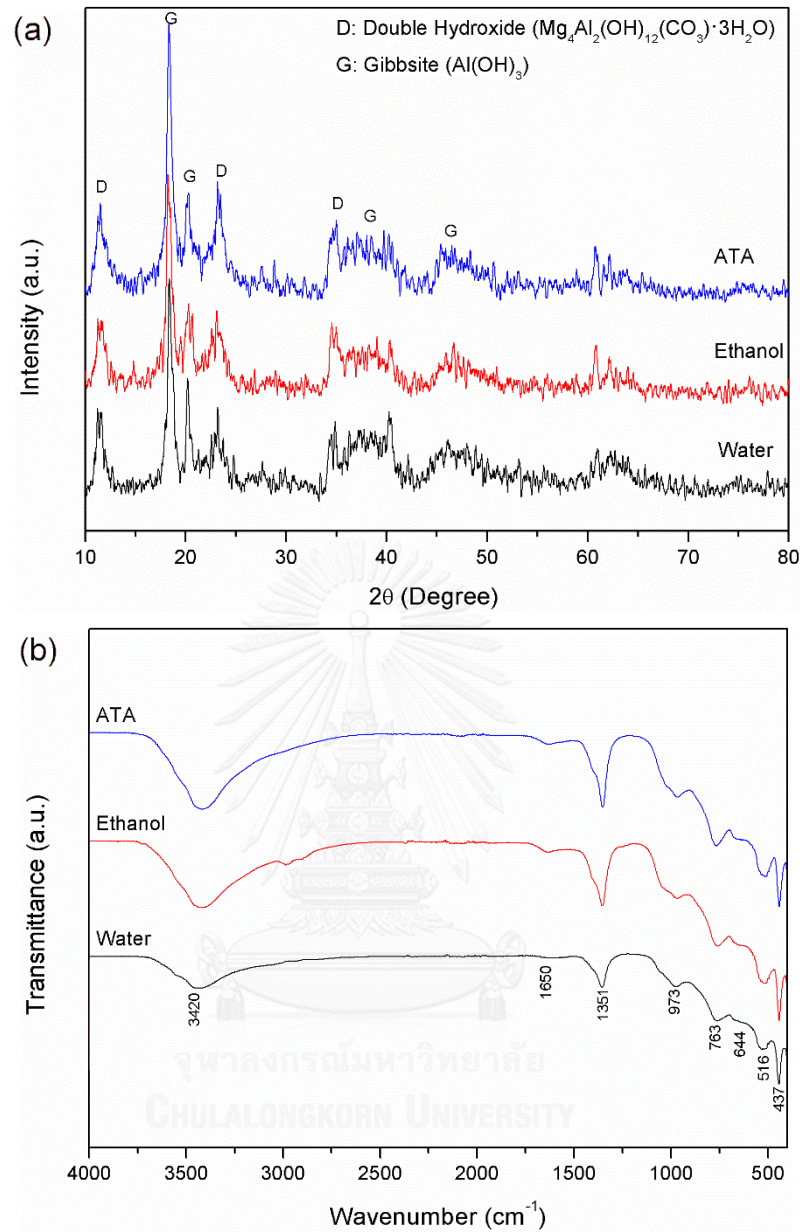 (a)
D: Double Hydroxide (Mg₄Al₂(OH)₁₂(CO₃)·3H₂O)
G: Gibbsite (Al(OH)₃)
G
D
G
D
D
G
G
ATA
Ethanol
Water
Intensity (a.u.)
10 20 30 40 50 60 70 80
2θ (Degree)
(b)
ATA
Ethanol
Water
3420
1650
1351
973
763
644
516
437
Transmittance (a.u.)
จุฬาลงกรณ์มหาวิทยาลัย
CHULALONGKORN UNIVERSITY
4000 3500 3000 2500 2000 1500 1000 500
Wavenumber (cm⁻¹)